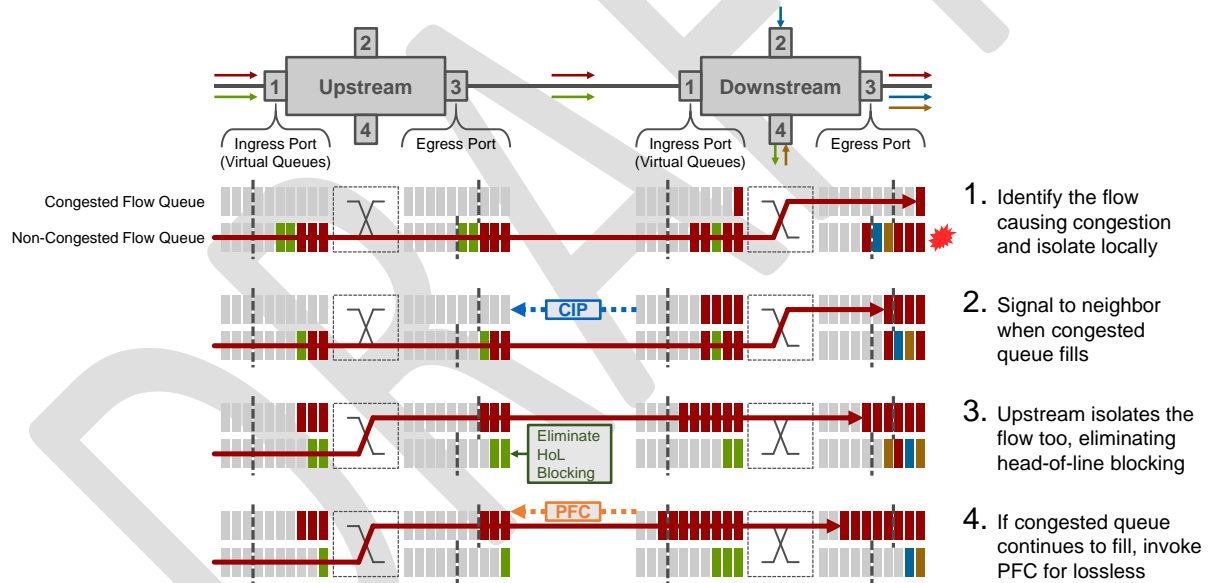 2
2
1
Upstream
3
1
Downstream
3
4
4
Ingress Port
(Virtual Queues)
Egress Port
Ingress Port
(Virtual Queues)
Egress Port
Congested Flow Queue
Non-Congested Flow Queue
1. Identify the flow
causing congestion
and isolate locally
CIP
2. Signal to neighbor
when congested
queue fills
Eliminate
HoL
Blocking
3. Upstream isolates the
flow too, eliminating
head-of-line blocking
PFC
4. If congested queue
continues to fill, invoke
PFC for lossless
DRAFT